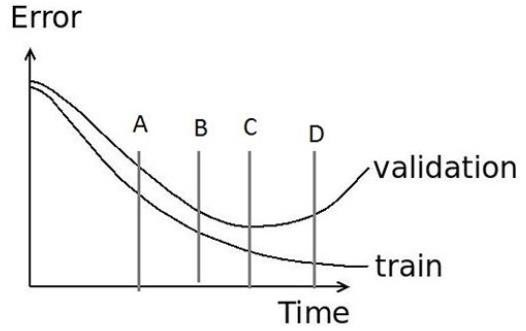 Error
A
B
C
D
validation
train
Time